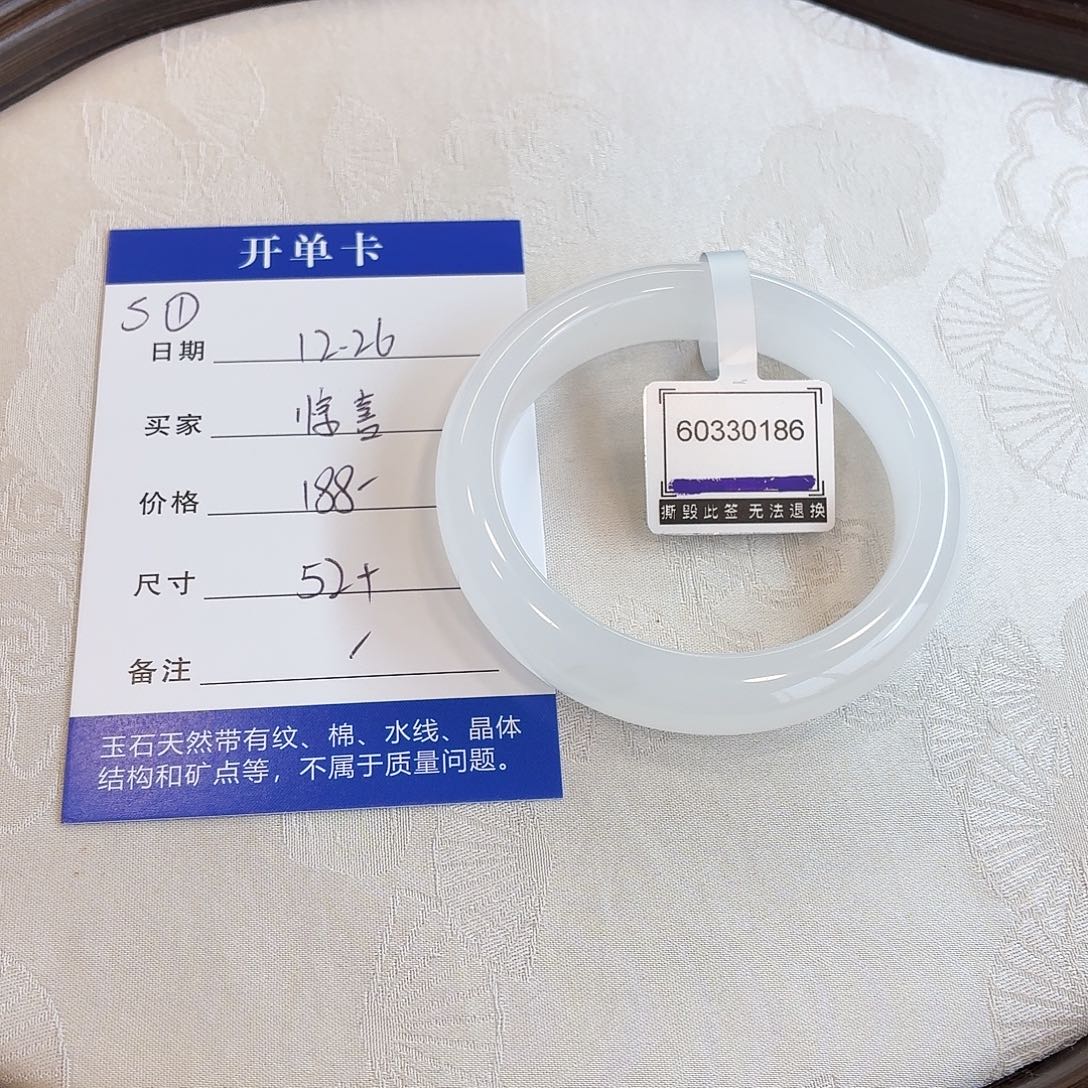 开单卡
S ①
日期 12-26
买家 惊喜
价格 188-
尺寸 52+
备注 /
玉石天然带有纹、棉、水线、晶体
结构和矿点等，不属于质量问题。
60330186
撕毁此签 无法退换